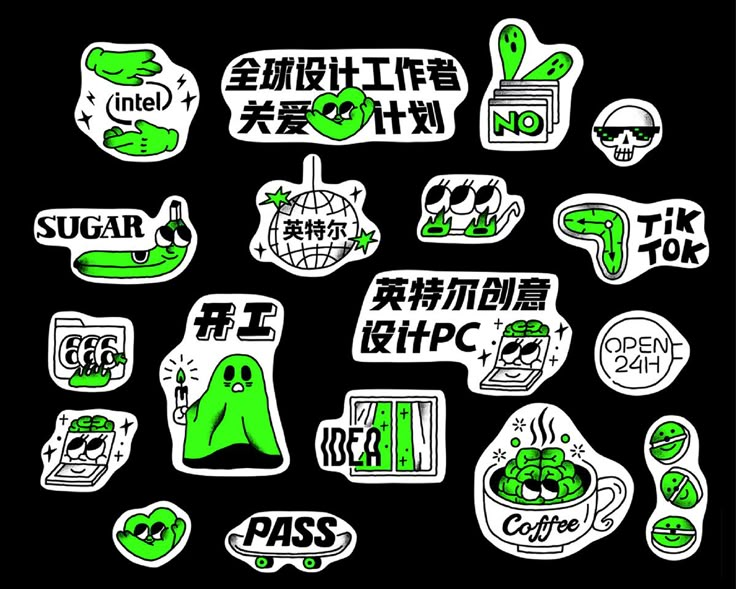 intel
全球设计工作者
关爱计划
NO
SUGAR
英特尔
TiK
TOK
英特尔创意
设计PC
666
开工
OPEN
24H
IDEA
Coffee
PASS